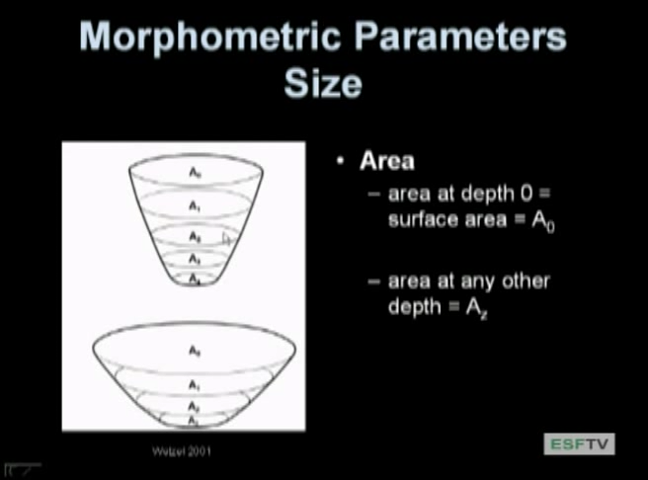 Morphometric Parameters
Size
A₀
A₁
A₂
A₃
A₄
A₀
A₁
A₂
A₃
• Area
– area at depth 0 =
surface area = A₀
– area at any other
depth = A_z
Wetzel 2001
ESFTV